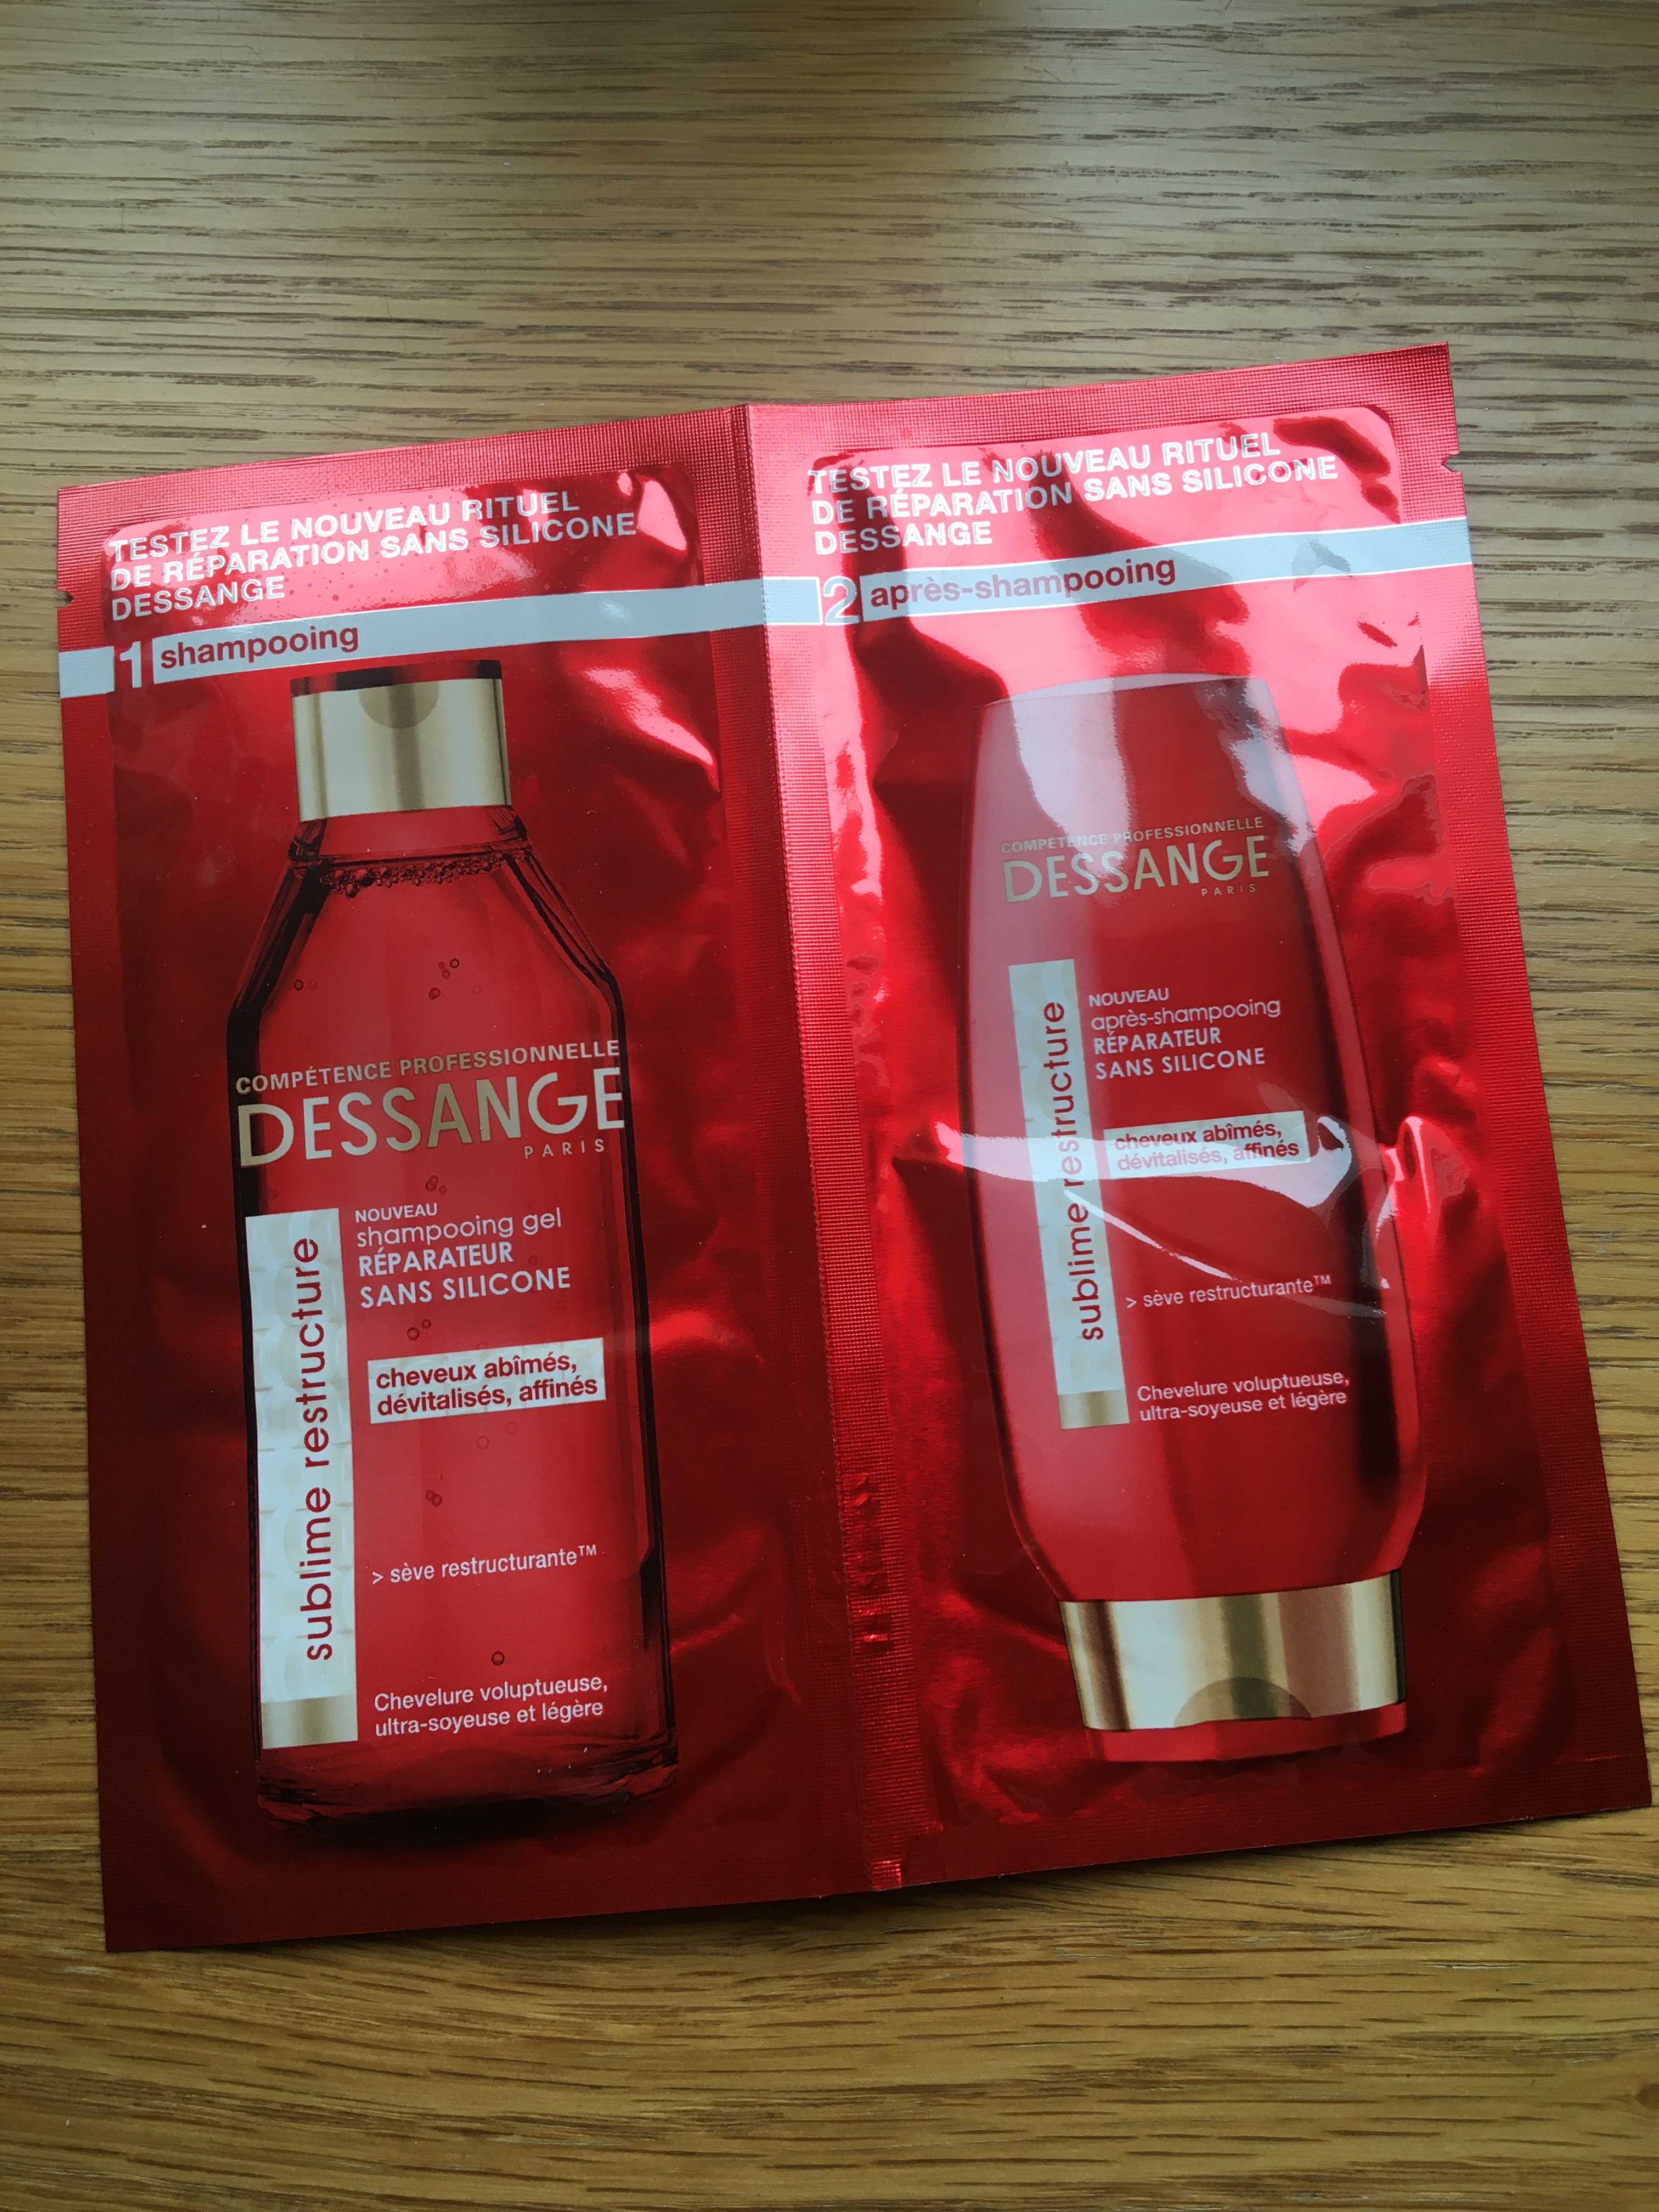 TESTEZ LE NOUVEAU RITUEL
DE RÉPARATION SANS SILICONE
DESSANGE
1 shampooing
COMPÉTENCE PROFESSIONNELLE
DESSANGE
PARIS
sublime restructure
NOUVEAU
shampooing gel
RÉPARATEUR
SANS SILICONE
cheveux abîmés,
dévitalisés, affinés
> sève restructurante™
Chevelure voluptueuse,
ultra-soyeuse et légère
TESTEZ LE NOUVEAU RITUEL
DE RÉPARATION SANS SILICONE
DESSANGE
2 après-shampooing
COMPÉTENCE PROFESSIONNELLE
DESSANGE
PARIS
sublime restructure
NOUVEAU
après-shampooing
RÉPARATEUR
SANS SILICONE
cheveux abîmés,
dévitalisés, affinés
> sève restructurante™
Chevelure voluptueuse,
ultra-soyeuse et légère